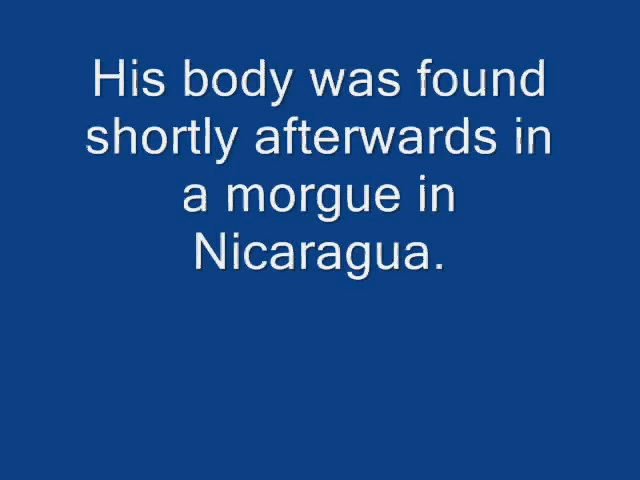 His body was found
shortly afterwards in
a morgue in
Nicaragua.